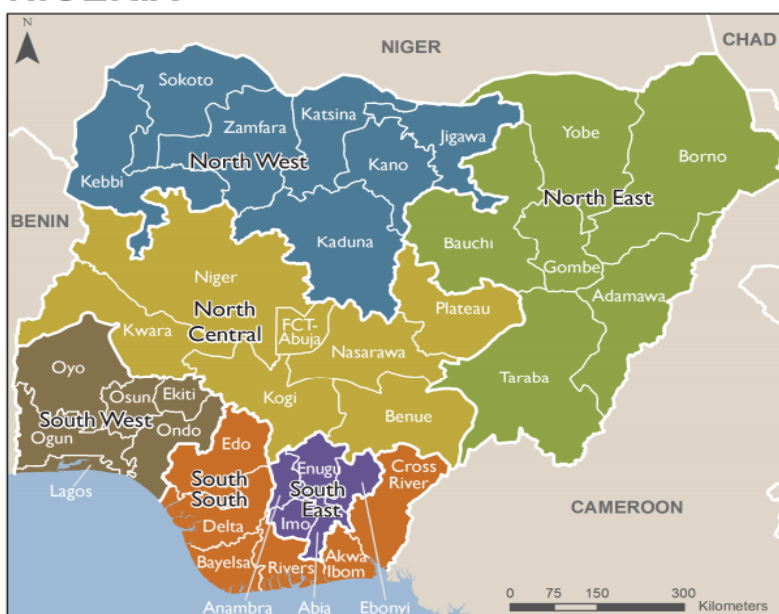 N
NIGER
CHAD
Sokoto
Katsina
Zamfara
Jigawa
Yobe
North West
Kano
Borno
Kebbi
North East
BENIN
Kaduna
Bauchi
Niger
Gombe
Adamawa
North
Central
Plateau
Kwara
FCT-
Abuja
Nasarawa
Oyo
Taraba
Osun
Ekiti
Kogi
South West
Benue
Ogun
Ondo
Edo
Enugu
Cross
River
Lagos
South
South
South
East
CAMEROON
Delta
Imo
Bayelsa
Rivers
Akwa
Ibom
Anambra
Abia
Ebonyi
0 75 150 300
Kilometers